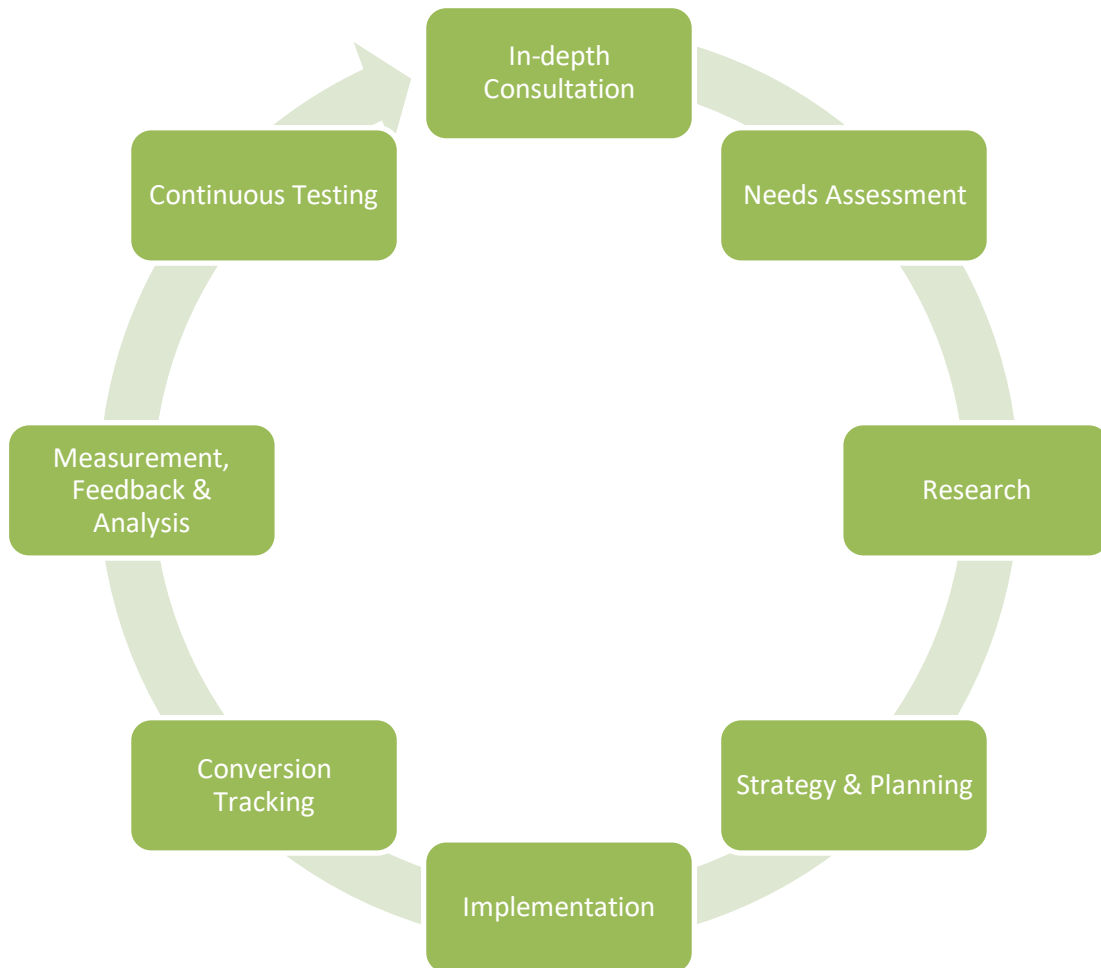 In-depth
Consultation
Needs Assessment
Research
Strategy & Planning
Implementation
Conversion
Tracking
Measurement,
Feedback &
Analysis
Continuous Testing